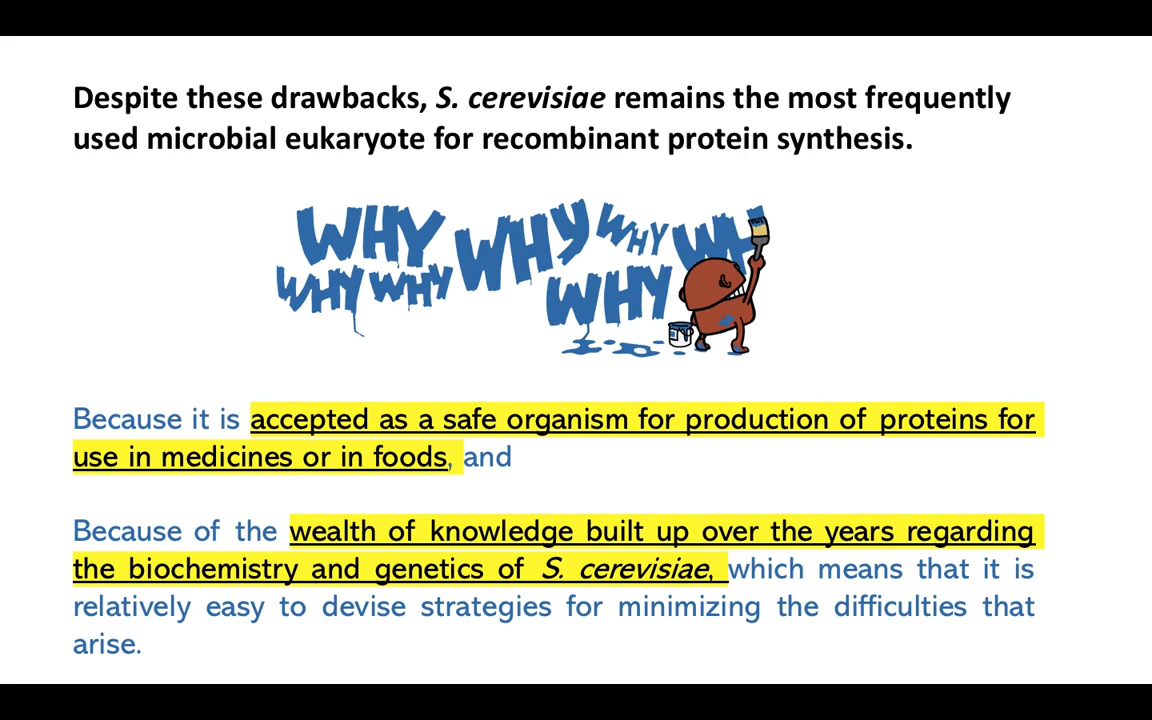 Despite these drawbacks, S. cerevisiae remains the most frequently
used microbial eukaryote for recombinant protein synthesis.
WHY WHY WHY WH
WHY WHY WHY
Because it is accepted as a safe organism for production of proteins for
use in medicines or in foods, and
Because of the wealth of knowledge built up over the years regarding
the biochemistry and genetics of S. cerevisiae, which means that it is
relatively easy to devise strategies for minimizing the difficulties that
arise.